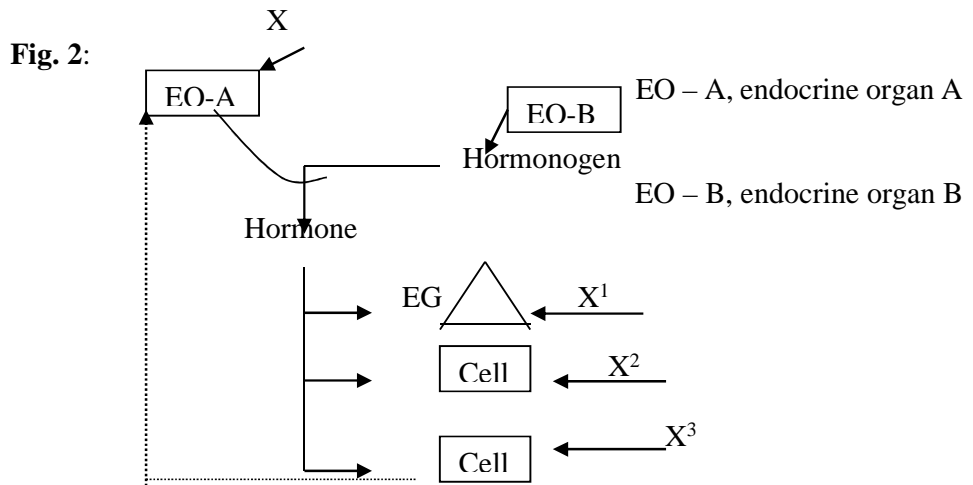 X
Fig. 2:
EO-A
EO – A, endocrine organ A
EO-B
Hormonogen
EO – B, endocrine organ B
Hormone
EG
X¹
Cell
X²
Cell
X³